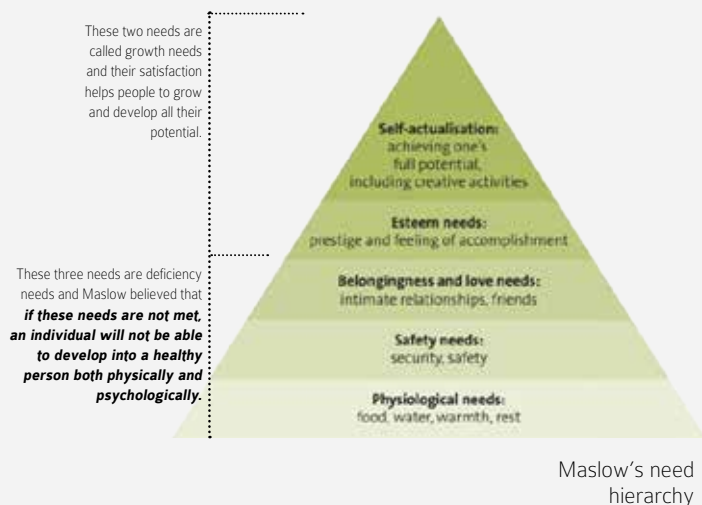 These two needs are
called growth needs
and their satisfaction
helps people to grow
and develop all their
potential.
Self-actualisation:
achieving one's
full potential,
including creative activities
Esteem needs:
prestige and feeling of accomplishment
These three needs are deficiency
needs and Maslow believed that
if these needs are not met,
an individual will not be able
to develop into a healthy
person both physically and
psychologically.
Belongingness and love needs:
intimate relationships, friends
Safety needs:
security, safety
Physiological needs:
food, water, warmth, rest
Maslow's need
hierarchy